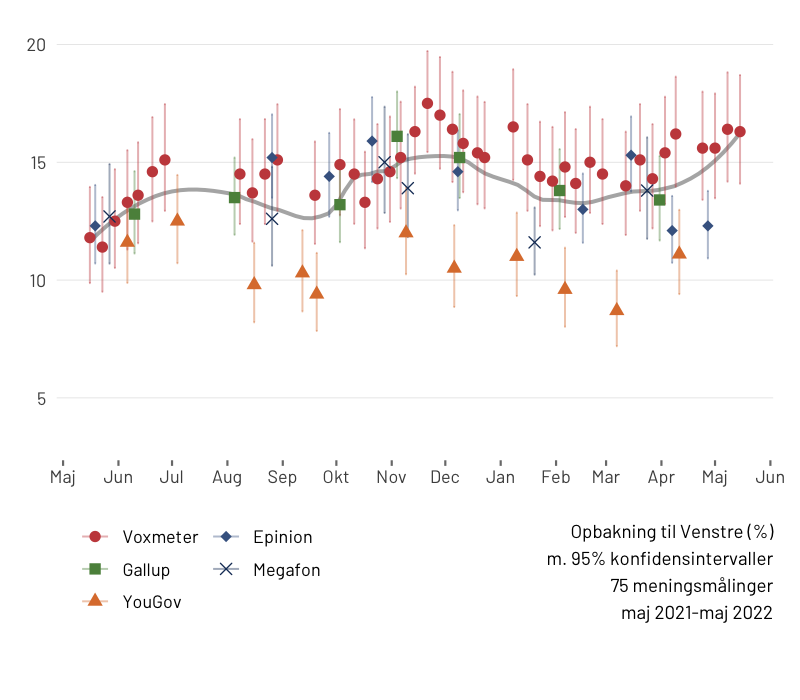 20
15
10
5
Maj Jun Jul Aug Sep Okt Nov Dec Jan Feb Mar Apr Maj Jun
Voxmeter Epinion
Gallup Megafon
YouGov
Opbakning til Venstre (%)
m. 95% konfidensintervaller
75 meningsmålinger
maj 2021-maj 2022